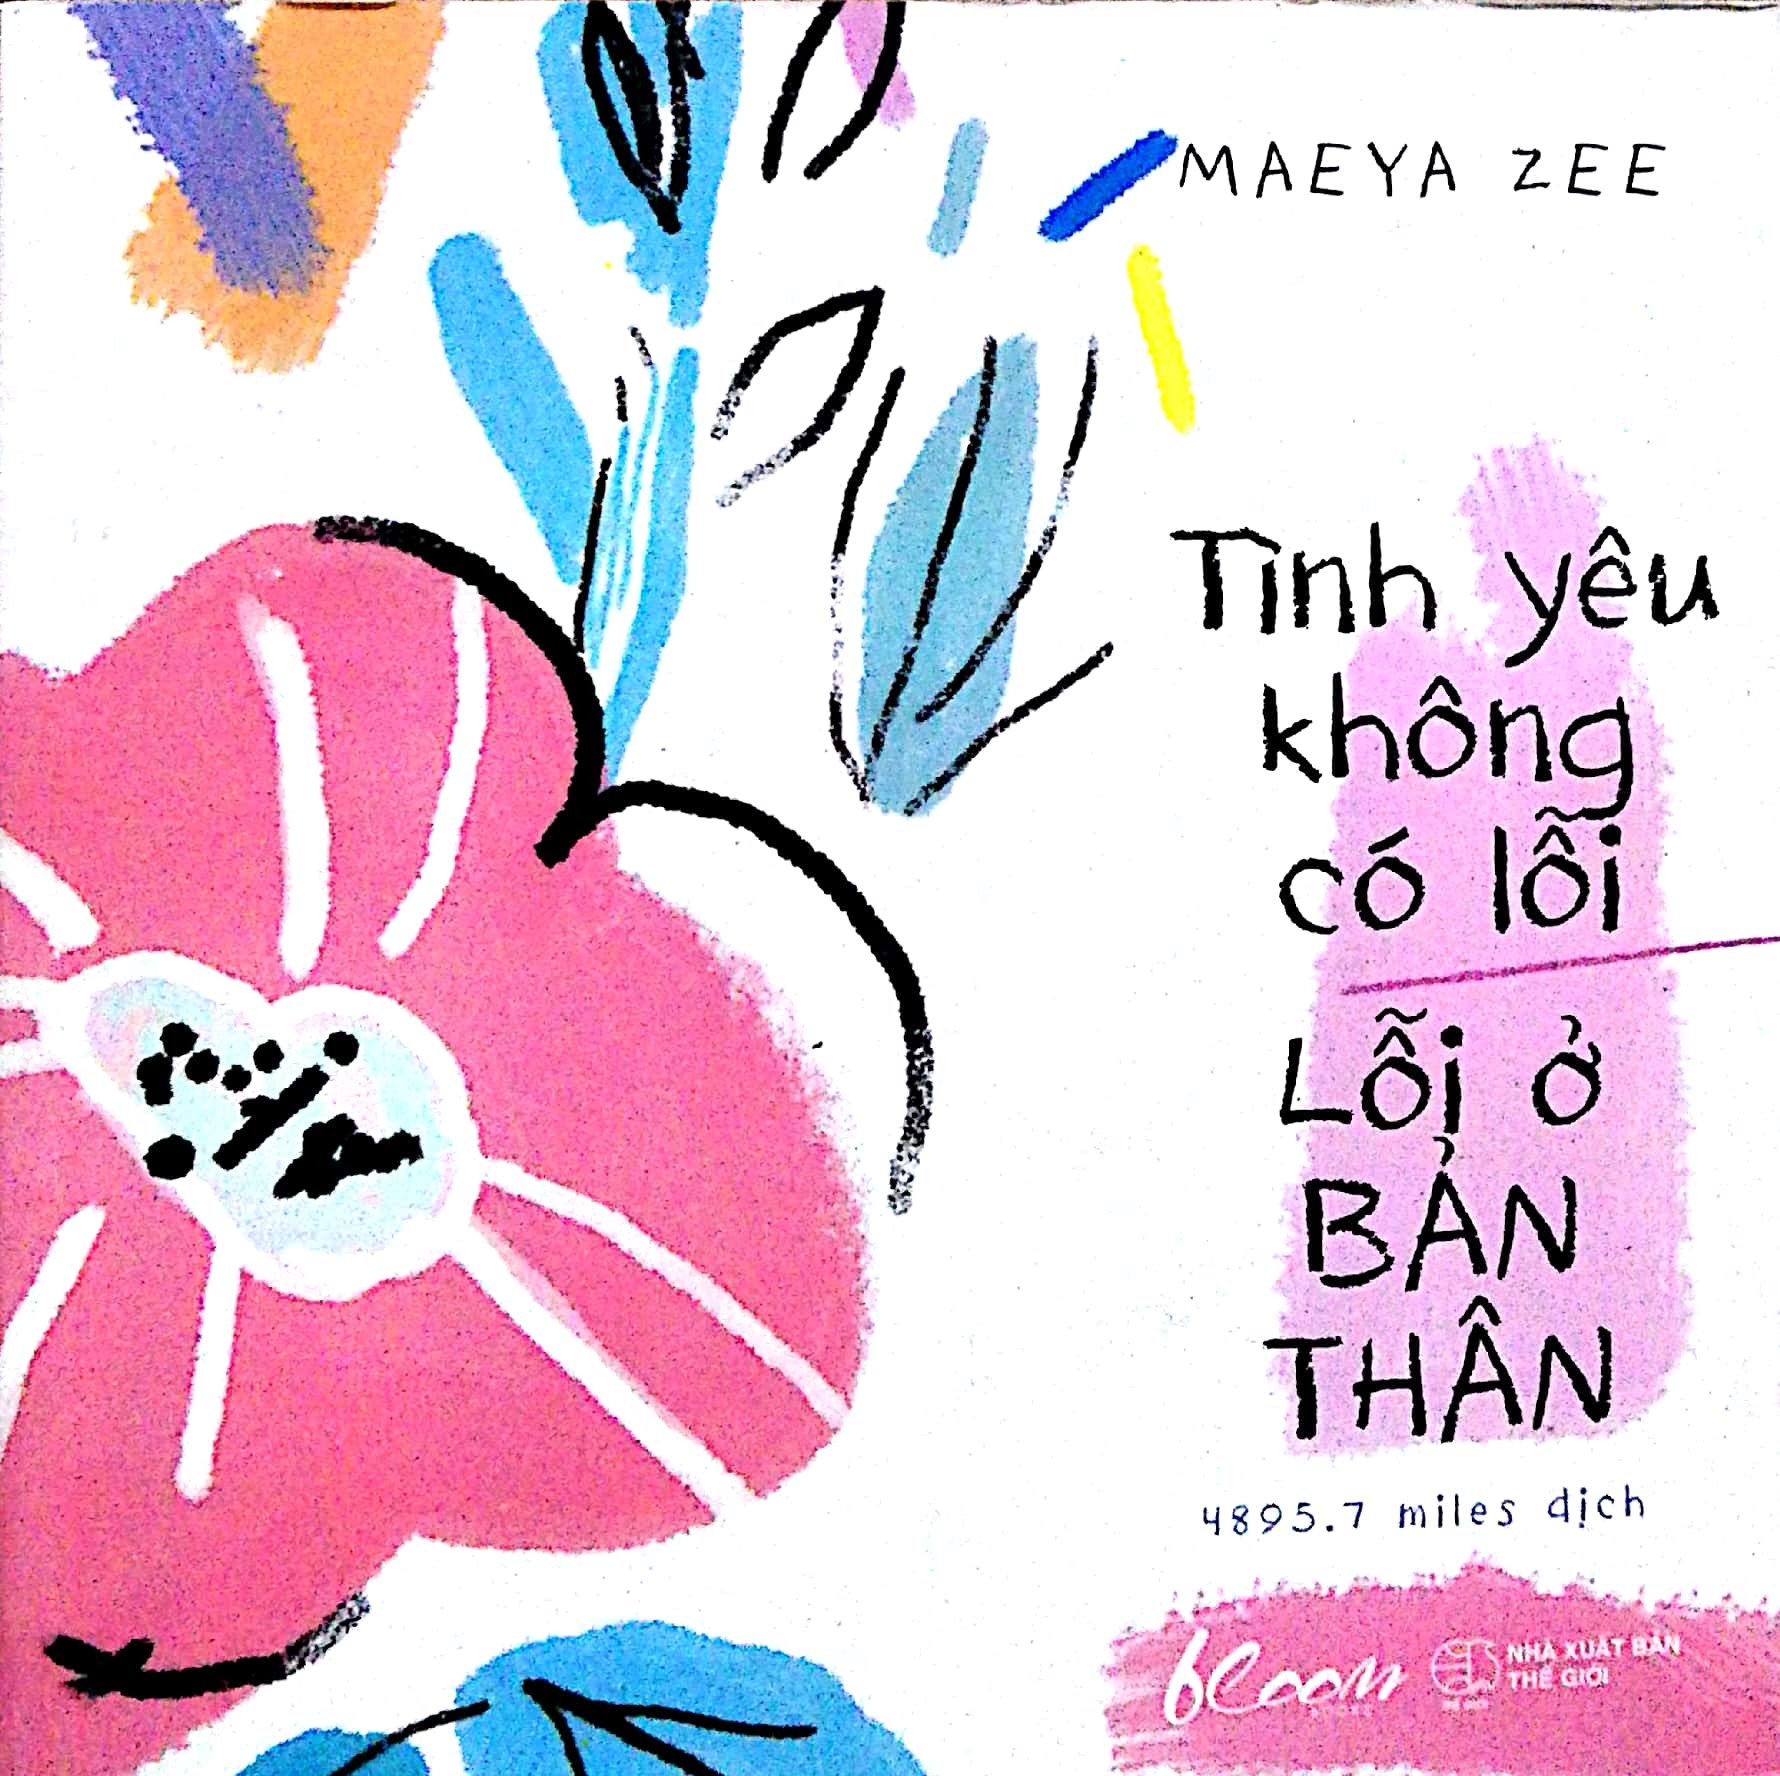 MAEYA ZEE
Tình yêu
không
có lỗi
Lỗi ở
BẢN
THÂN
4895.7 miles dịch
bloom
NHÀ XUẤT BẢN
THẾ GIỚI